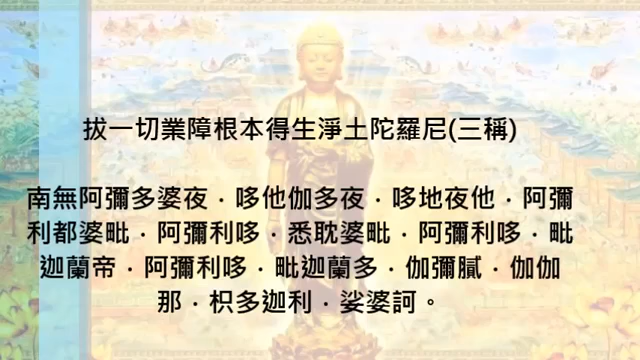 拔一切業障根本得生淨土陀羅尼(三稱)
南無阿彌多婆夜．哆他伽多夜．哆地夜他．阿彌
利都婆毗．阿彌利哆．悉耽婆毗．阿彌利哆．毗
迦蘭帝．阿彌利哆．毗迦蘭多．伽彌膩．伽伽
那．枳多迦利．娑婆訶。